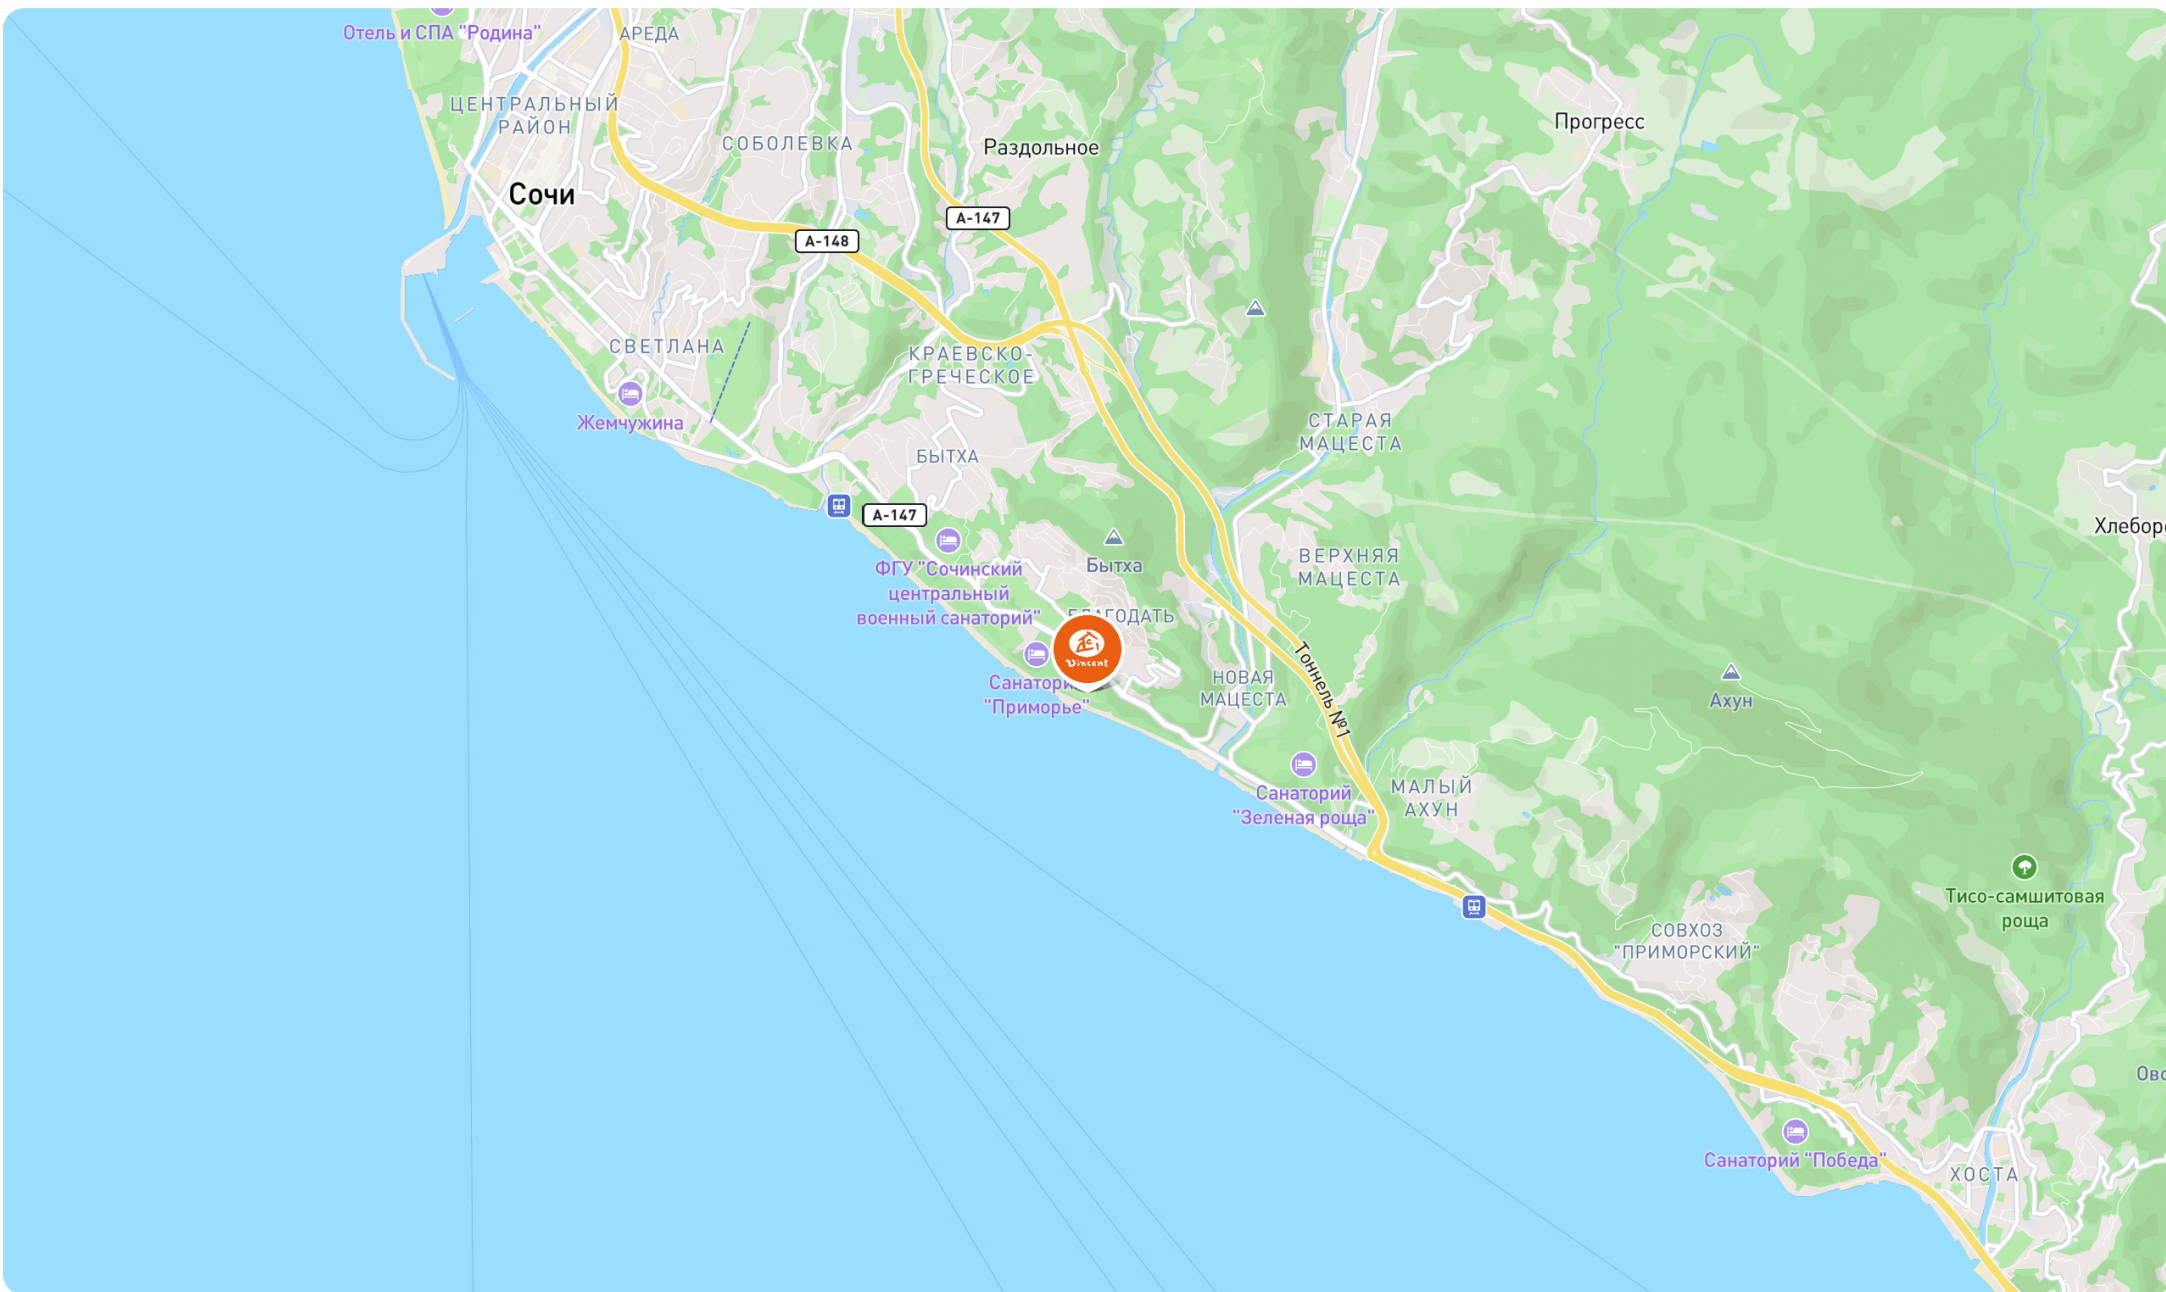 Отель и СПА "Родина"
АРЕДА
ЦЕНТРАЛЬНЫЙ
РАЙОН
СОБОЛЕВКА
Раздольное
Прогресс
Сочи
А-147
А-148
СВЕТЛАНА
КРАЕВСКО-
ГРЕЧЕСКОЕ
Жемчужина
СТАРАЯ
МАЦЕСТА
БЫТХА
А-147
Хлебор
Бытха
ВЕРХНЯЯ
МАЦЕСТА
ФГУ "Сочинский
центральный
военный санаторий"
БЛАГОДАТЬ
Vincent
Тоннель №1
Санатори
"Приморье"
НОВАЯ
МАЦЕСТА
Ахун
Санаторий
"Зеленая роща"
МАЛЫЙ
АХУН
Тисо-самшитовая
роща
СОВХОЗ
"ПРИМОРСКИЙ"
Ово
Санаторий "Победа"
ХОСТА